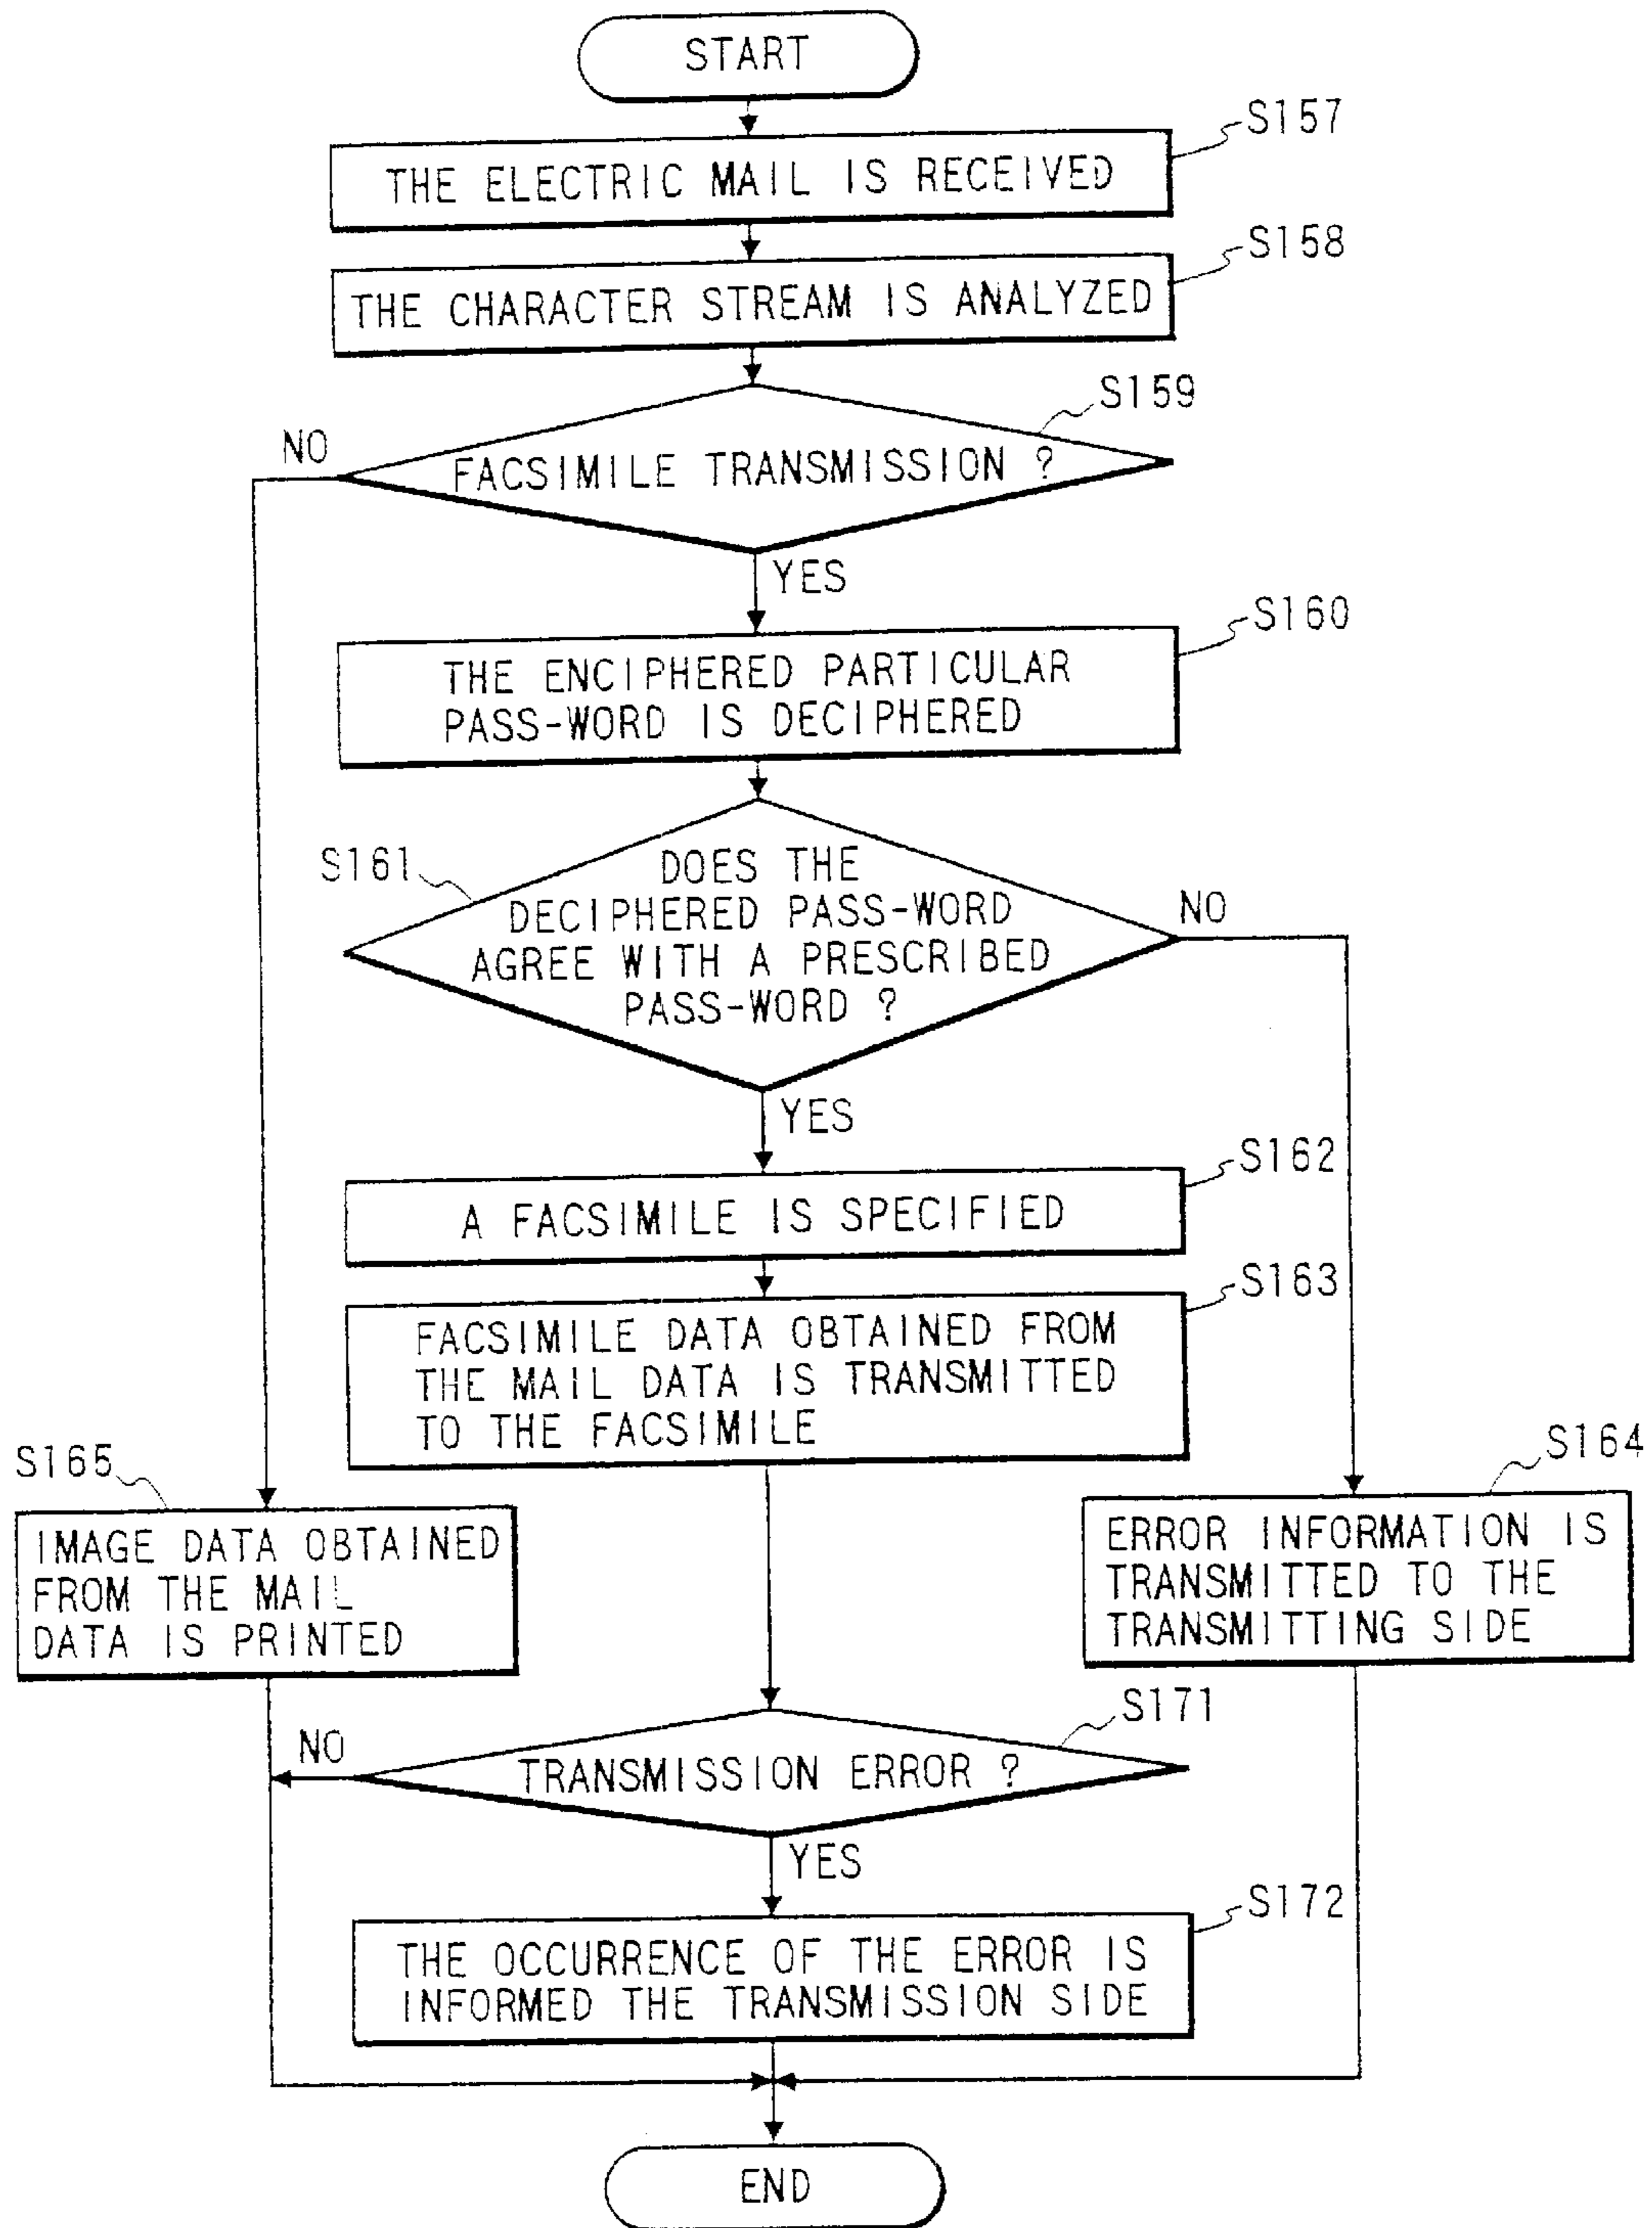 START
S157
THE ELECTRIC MAIL IS RECEIVED
S158
THE CHARACTER STREAM IS ANALYZED
S159
NO
FACSIMILE TRANSMISSION ?
YES
S160
THE ENCIPHERED PARTICULAR
PASS-WORD IS DECIPHERED
S161
DOES THE
DECIPHERED PASS-WORD
AGREE WITH A PRESCRIBED
PASS-WORD ?
NO
YES
S162
A FACSIMILE IS SPECIFIED
S163
FACSIMILE DATA OBTAINED FROM
THE MAIL DATA IS TRANSMITTED
TO THE FACSIMILE
S165
IMAGE DATA OBTAINED
FROM THE MAIL
DATA IS PRINTED
S164
ERROR INFORMATION IS
TRANSMITTED TO THE
TRANSMITTING SIDE
S171
NO
TRANSMISSION ERROR ?
YES
S172
THE OCCURRENCE OF THE ERROR IS
INFORMED THE TRANSMISSION SIDE
END